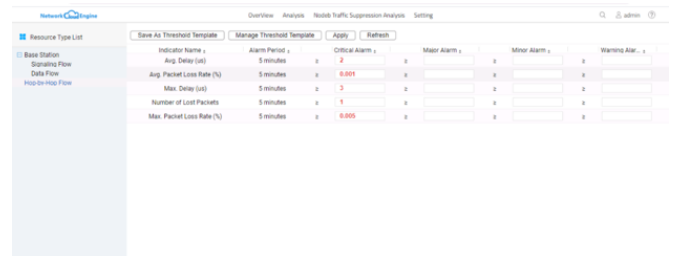 Network Cloud Engine
Overview Analysis Nodeb Traffic Suppression Analysis Setting
admin
Resource Type List
Save As Threshold Template Manage Threshold Template Apply Refresh
Base Station
Signaling Flow
Data Flow
Hop-by-Hop Flow
Indicator Name Alarm Period Critical Alarm Major Alarm Minor Alarm Warning Alar...
Avg. Delay (us) 5 minutes ≥ 2 ≥ ≥ ≥
Avg. Packet Loss Rate (%) 5 minutes ≥ 0.001 ≥ ≥ ≥
Max. Delay (us) 5 minutes ≥ 3 ≥ ≥ ≥
Number of Lost Packets 5 minutes ≥ 1 ≥ ≥ ≥
Max. Packet Loss Rate (%) 5 minutes ≥ 0.005 ≥ ≥ ≥